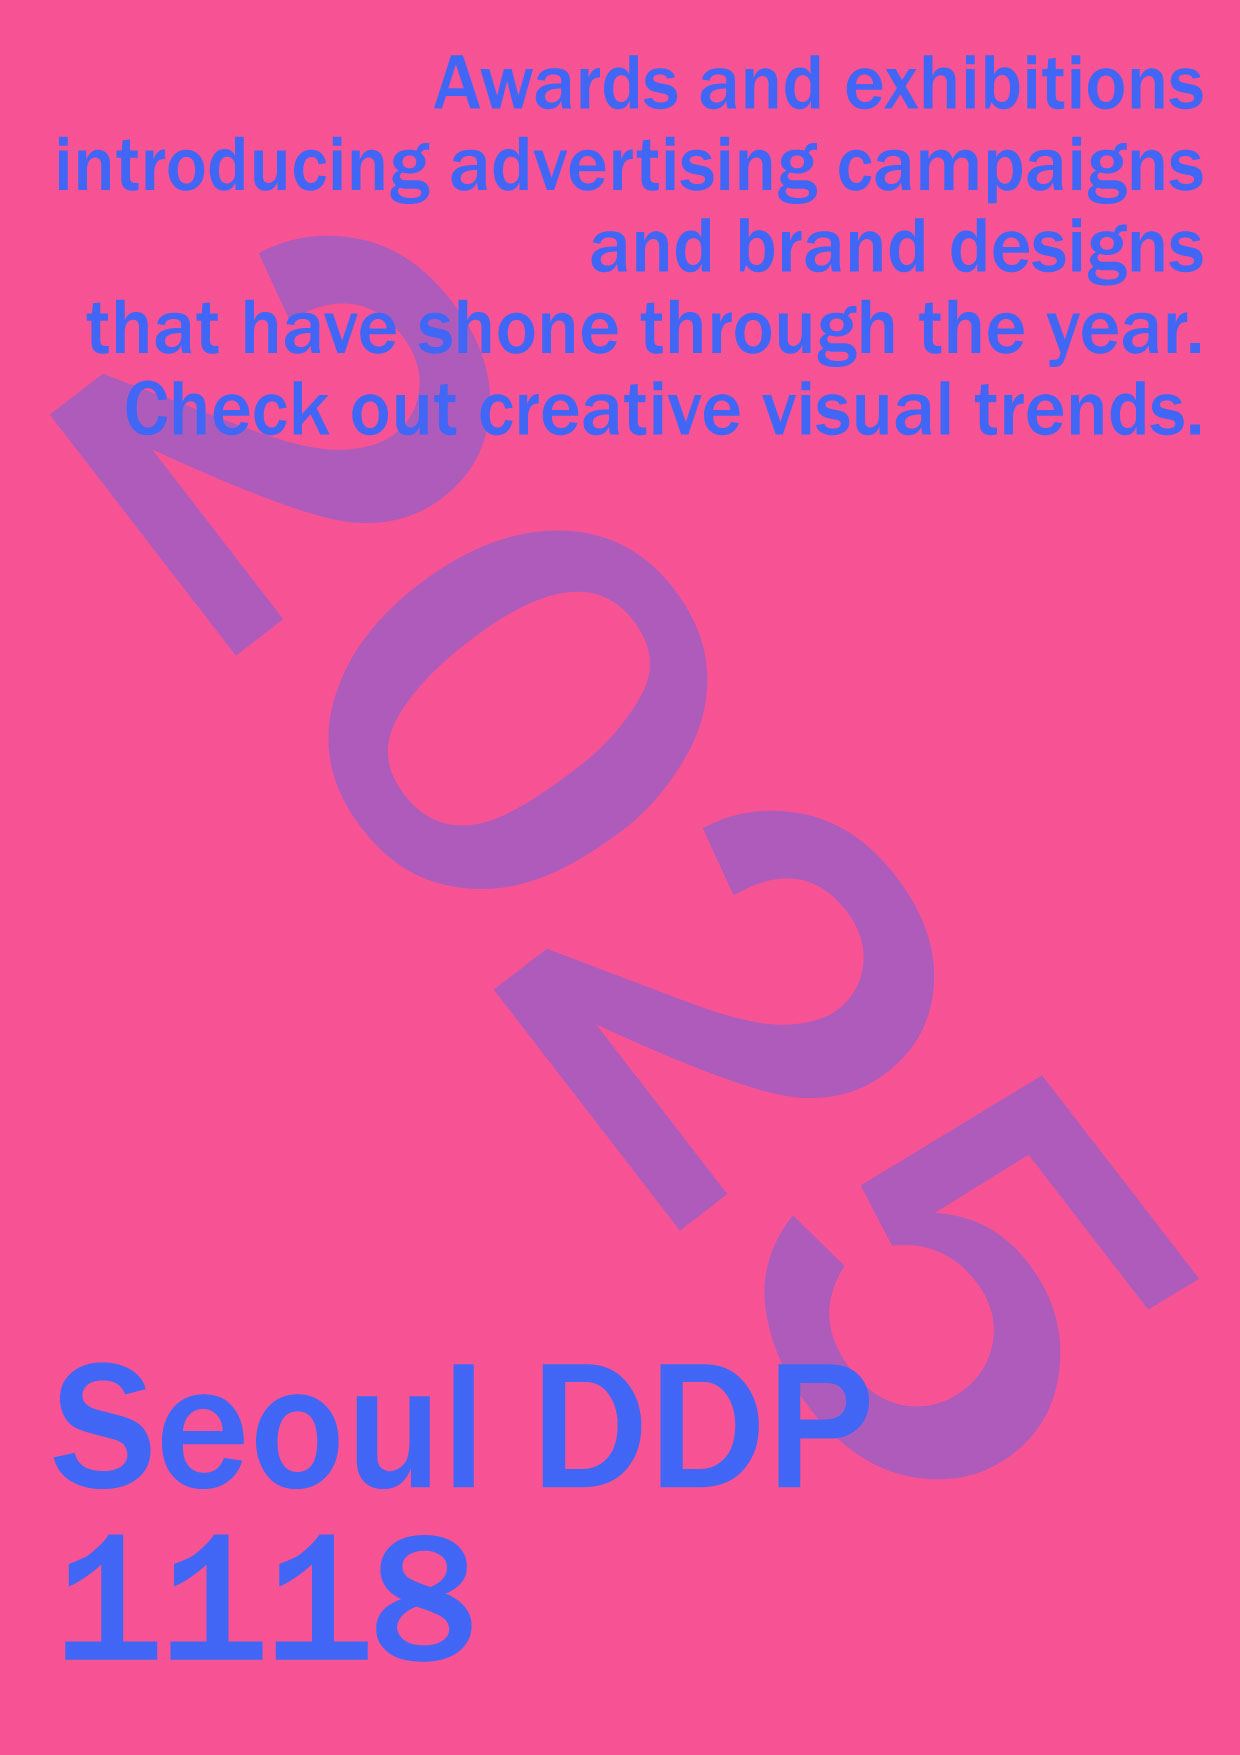 Awards and exhibitions
introducing advertising campaigns
and brand designs
that have shone through the year.
Check out creative visual trends.
2025
Seoul DDP
1118